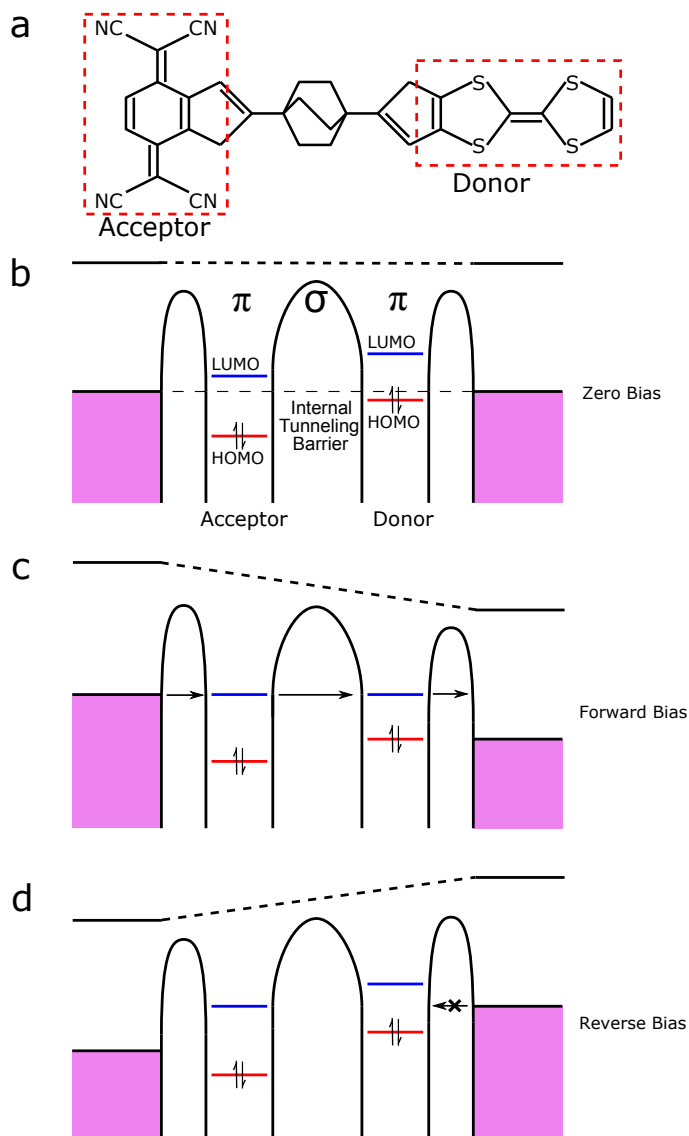 a
NC CN
S S
S S
NC CN
Acceptor
Donor
b
π σ π
LUMO
LUMO
Zero Bias
Internal
Tunneling
Barrier
HOMO
HOMO
Acceptor Donor
c
Forward Bias
d
Reverse Bias